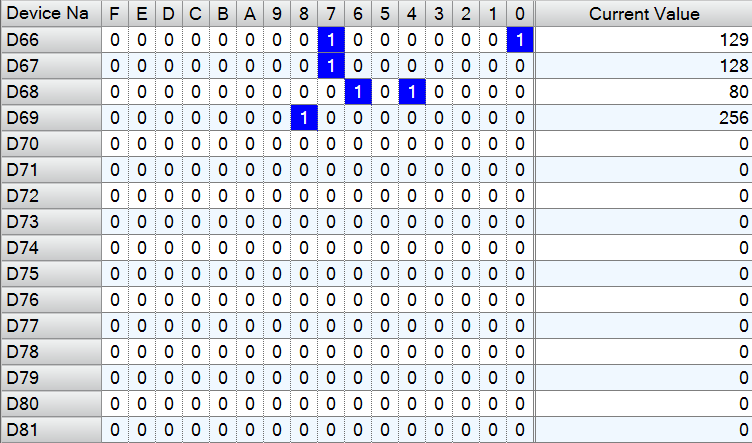 Device Na F E D C B A 9 8 7 6 5 4 3 2 1 0 Current Value
D66 0 0 0 0 0 0 0 0 1 0 0 0 0 0 0 1 129
D67 0 0 0 0 0 0 0 0 1 0 0 0 0 0 0 0 128
D68 0 0 0 0 0 0 0 0 0 1 0 1 0 0 0 0 80
D69 0 0 0 0 0 0 0 1 0 0 0 0 0 0 0 0 256
D70 0 0 0 0 0 0 0 0 0 0 0 0 0 0 0 0 0
D71 0 0 0 0 0 0 0 0 0 0 0 0 0 0 0 0 0
D72 0 0 0 0 0 0 0 0 0 0 0 0 0 0 0 0 0
D73 0 0 0 0 0 0 0 0 0 0 0 0 0 0 0 0 0
D74 0 0 0 0 0 0 0 0 0 0 0 0 0 0 0 0 0
D75 0 0 0 0 0 0 0 0 0 0 0 0 0 0 0 0 0
D76 0 0 0 0 0 0 0 0 0 0 0 0 0 0 0 0 0
D77 0 0 0 0 0 0 0 0 0 0 0 0 0 0 0 0 0
D78 0 0 0 0 0 0 0 0 0 0 0 0 0 0 0 0 0
D79 0 0 0 0 0 0 0 0 0 0 0 0 0 0 0 0 0
D80 0 0 0 0 0 0 0 0 0 0 0 0 0 0 0 0 0
D81 0 0 0 0 0 0 0 0 0 0 0 0 0 0 0 0 0